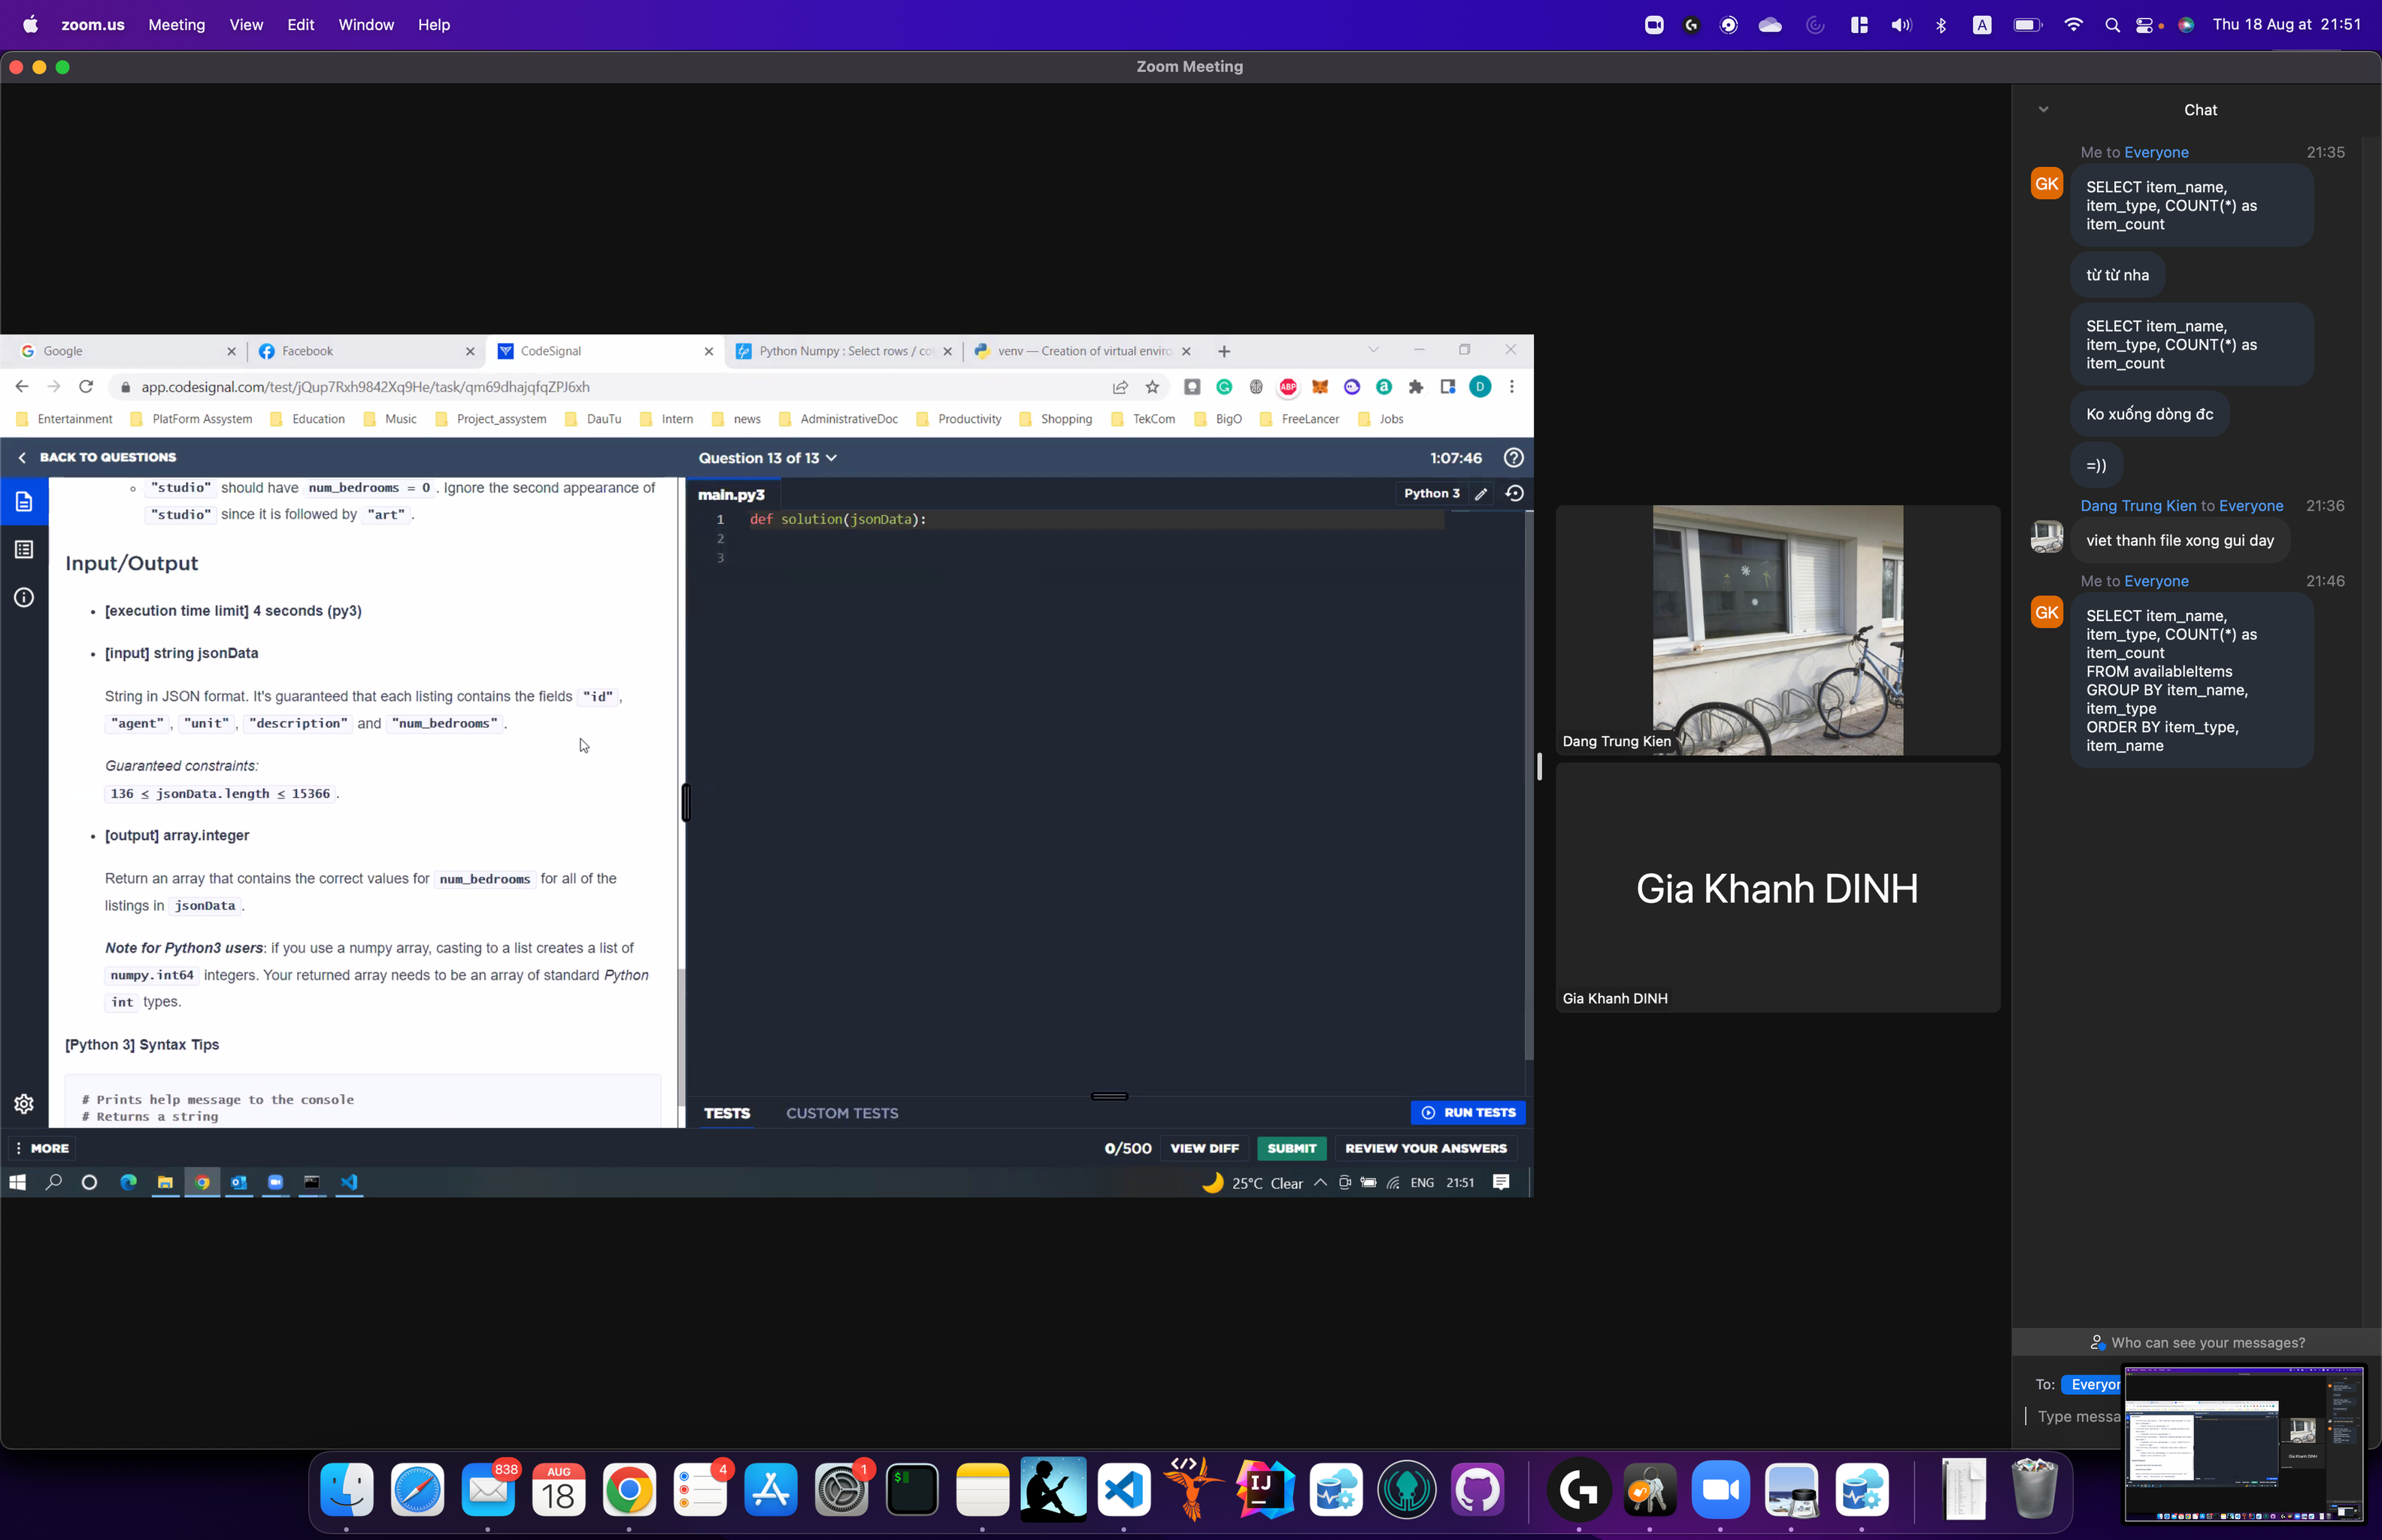 zoom.us Meeting View Edit Window Help
A
Thu 18 Aug at 21:51
Zoom Meeting
Google
Facebook
CodeSignal
Python Numpy : Select rows / co
venv — Creation of virtual enviro
app.codesignal.com/test/jQup7Rxh9842Xq9He/task/qm69dhajqfqZPJ6xh
ABP
D
Entertainment PlatForm Assystem Education Music Project_assystem DauTu Intern news AdministrativeDoc Productivity Shopping TekCom BigO FreeLancer Jobs
BACK TO QUESTIONS
Question 13 of 13
1:07:46
"studio" should have num_bedrooms = 0 . Ignore the second appearance of
"studio" since it is followed by "art" .
Input/Output
• [execution time limit] 4 seconds (py3)
• [input] string jsonData
String in JSON format. It's guaranteed that each listing contains the fields "id" ,
"agent" , "unit" , "description" and "num_bedrooms" .
Guaranteed constraints:
136 ≤ jsonData.length ≤ 15366 .
• [output] array.integer
Return an array that contains the correct values for num_bedrooms for all of the
listings in jsonData .
Note for Python3 users: if you use a numpy array, casting to a list creates a list of
numpy.int64 integers. Your returned array needs to be an array of standard Python
int types.
[Python 3] Syntax Tips
# Prints help message to the console
# Returns a string
MORE
main.py3
Python 3
1 def solution(jsonData):
2
3
TESTS
CUSTOM TESTS
RUN TESTS
0/500
VIEW DIFF
SUBMIT
REVIEW YOUR ANSWERS
25°C Clear
ENG
21:51
Dang Trung Kien
Gia Khanh DINH
Gia Khanh DINH
Chat
Me to Everyone 21:35
GK
SELECT item_name,
item_type, COUNT(*) as
item_count
từ từ nha
SELECT item_name,
item_type, COUNT(*) as
item_count
Ko xuống dòng đc
=))
Dang Trung Kien to Everyone 21:36
viet thanh file xong gui day
Me to Everyone 21:46
GK
SELECT item_name,
item_type, COUNT(*) as
item_count
FROM availableItems
GROUP BY item_name,
item_type
ORDER BY item_type,
item_name
Who can see your messages?
To: Everyon
Type messa
838
AUG
18
4
1
IJ